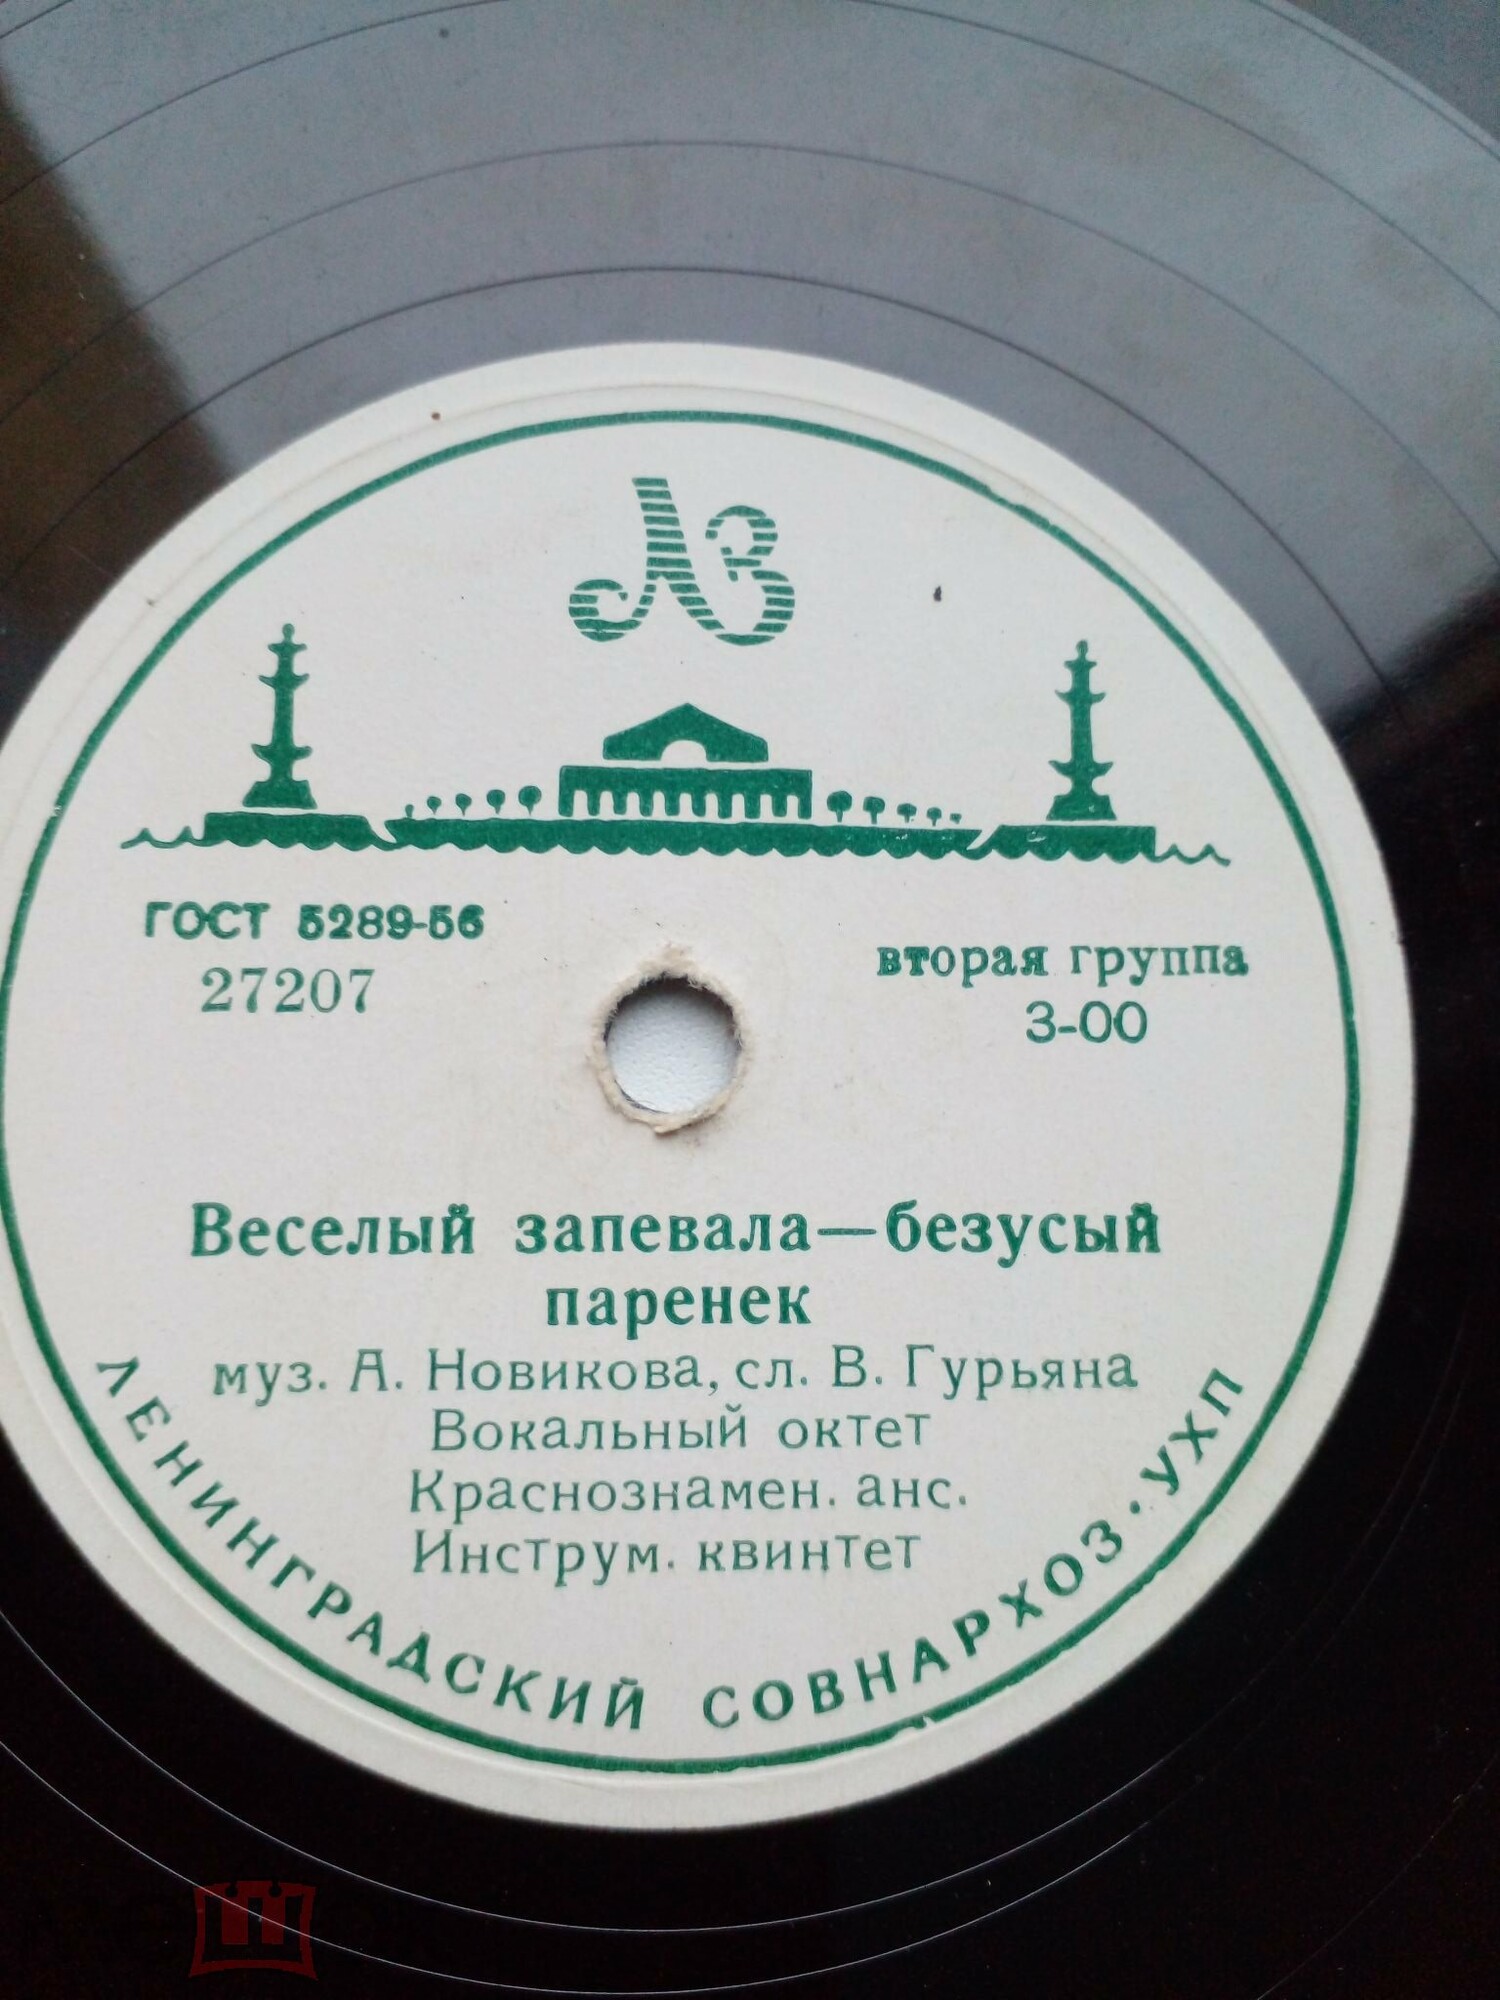 ЛЗ
ГОСТ 5289-56
27207
вторая группа
3-00
Веселый запевала—безусый
паренек
муз. А. Новикова, сл. В. Гурьяна
Вокальный октет
Краснознамен. анс.
Инструм. квинтет
ЛЕНИНГРАДСКИЙ СОВНАРХОЗ·УХП